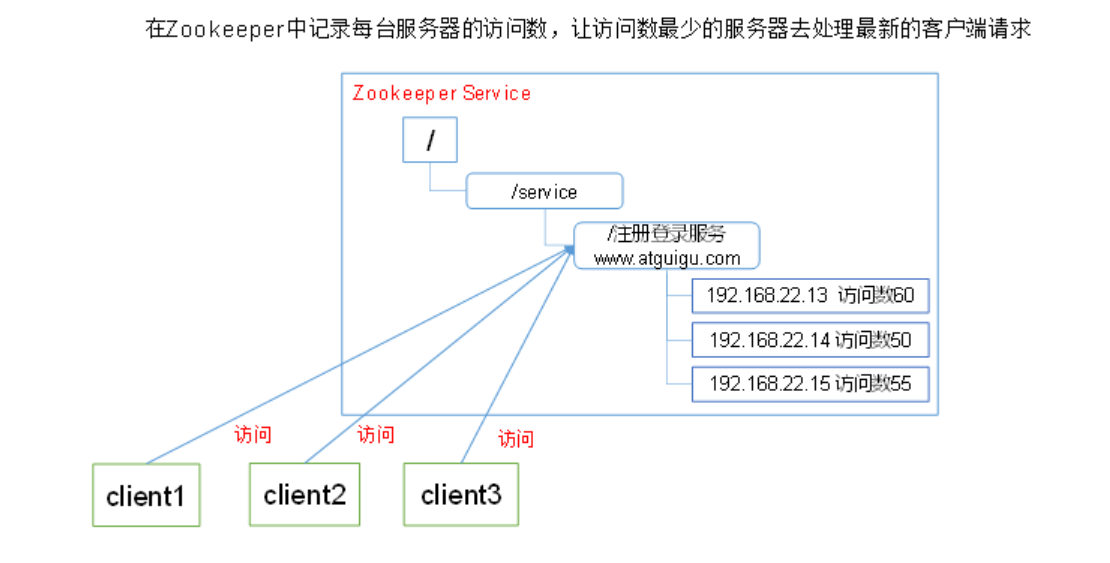 在Zookeeper中记录每台服务器的访问数，让访问数最少的服务器去处理最新的客户端请求
Zookeeper Service
/
/service
/注册登录服务
www.atguigu.com
192.168.22.13 访问数60
192.168.22.14 访问数50
192.168.22.15 访问数55
访问
访问
访问
client1
client2
client3